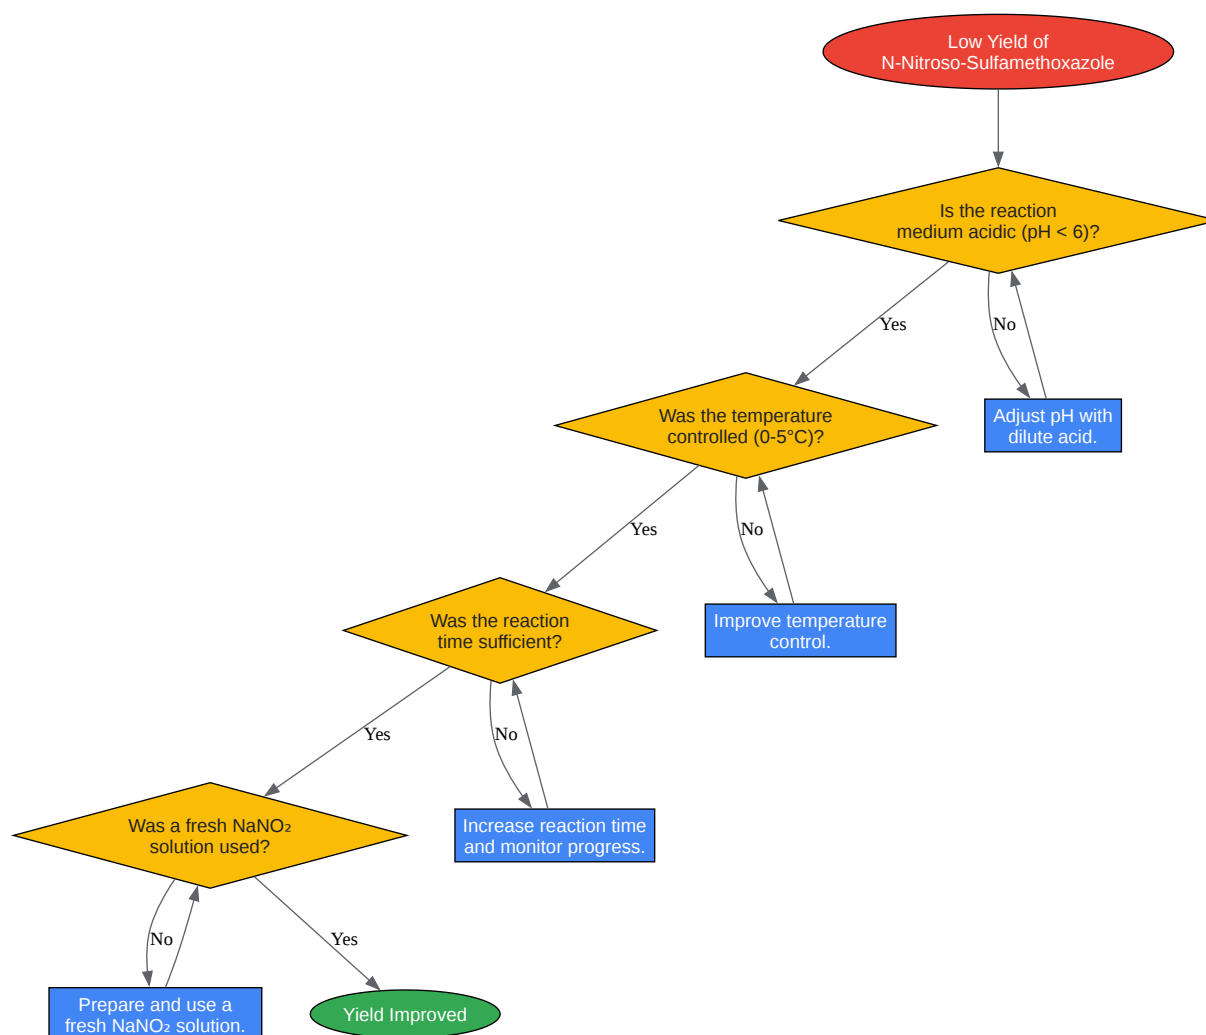 Low Yield of
N-Nitroso-Sulfamethoxazole
Is the reaction
medium acidic (pH < 6)?
Yes
No
Adjust pH with
dilute acid.
Was the temperature
controlled (0-5°C)?
Yes
No
Improve temperature
control.
Was the reaction
time sufficient?
Yes
No
Increase reaction time
and monitor progress.
Was a fresh NaNO₂
solution used?
No
Yes
Prepare and use a
fresh NaNO₂ solution.
Yield Improved